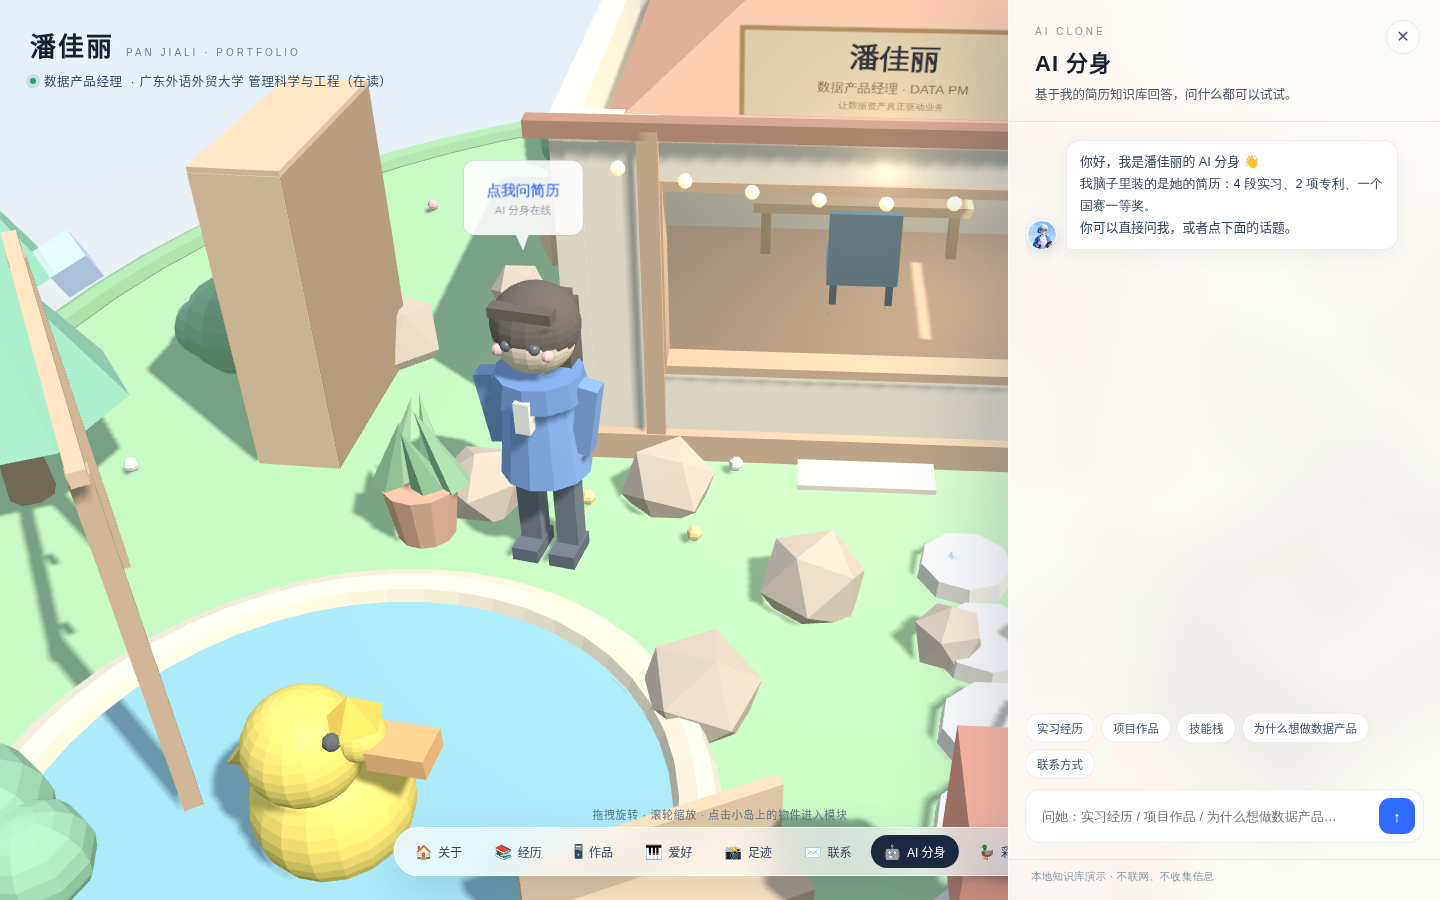 潘佳丽 PAN JIALI · PORTFOLIO
数据产品经理 · 广东外语外贸大学 管理科学与工程（在读）
潘佳丽
数据产品经理 · DATA PM
让数据资产真正驱动业务
点我问简历
AI 分身在线
拖拽旋转 · 滚轮缩放 · 点击小岛上的物件进入模块
关于
经历
作品
爱好
足迹
联系
AI 分身
AI CLONE
AI 分身
基于我的简历知识库回答，问什么都可以试试。
✕
你好，我是潘佳丽的 AI 分身 👋
我脑子里装的是她的简历：4 段实习、2 项专利、一个
国赛一等奖。
你可以直接问我，或者点下面的话题。
实习经历
项目作品
技能栈
为什么想做数据产品
联系方式
问她：实习经历 / 项目作品 / 为什么想做数据产品…
↑
本地知识库演示 · 不联网、不收集信息